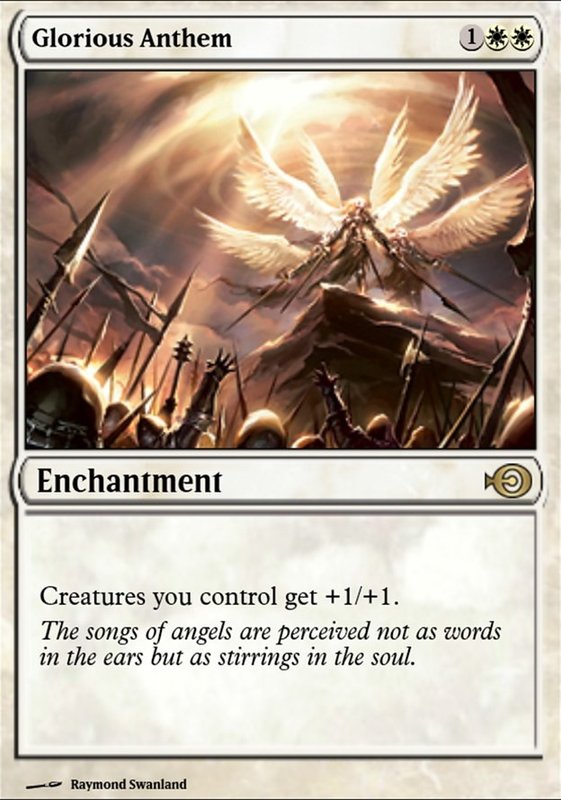 Glorious Anthem 1
Enchantment
Creatures you control get +1/+1.
The songs of angels are perceived not as words
in the ears but as stirrings in the soul.
Raymond Swanland